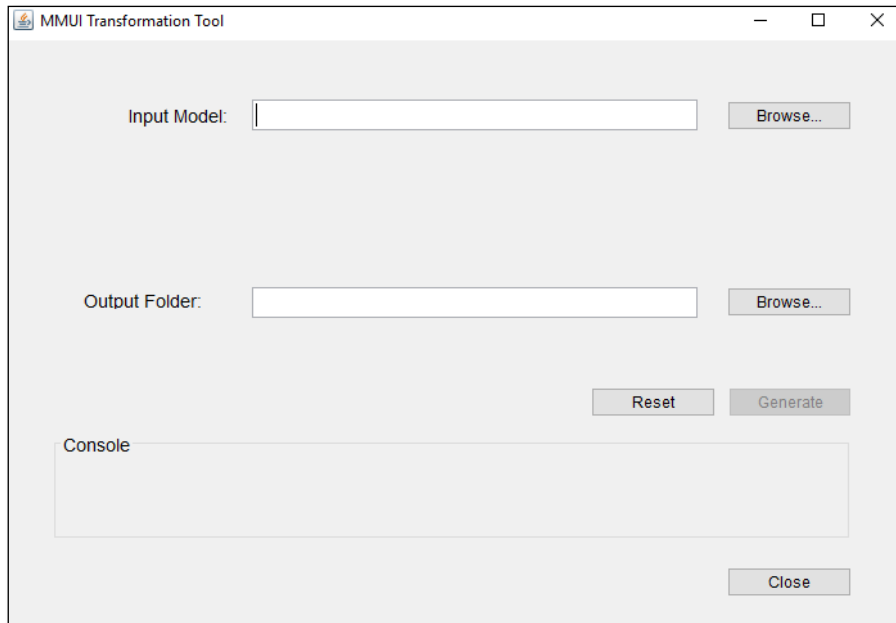 MMUI Transformation Tool
Input Model:
Browse...
Output Folder:
Browse...
Reset
Generate
Console
Close